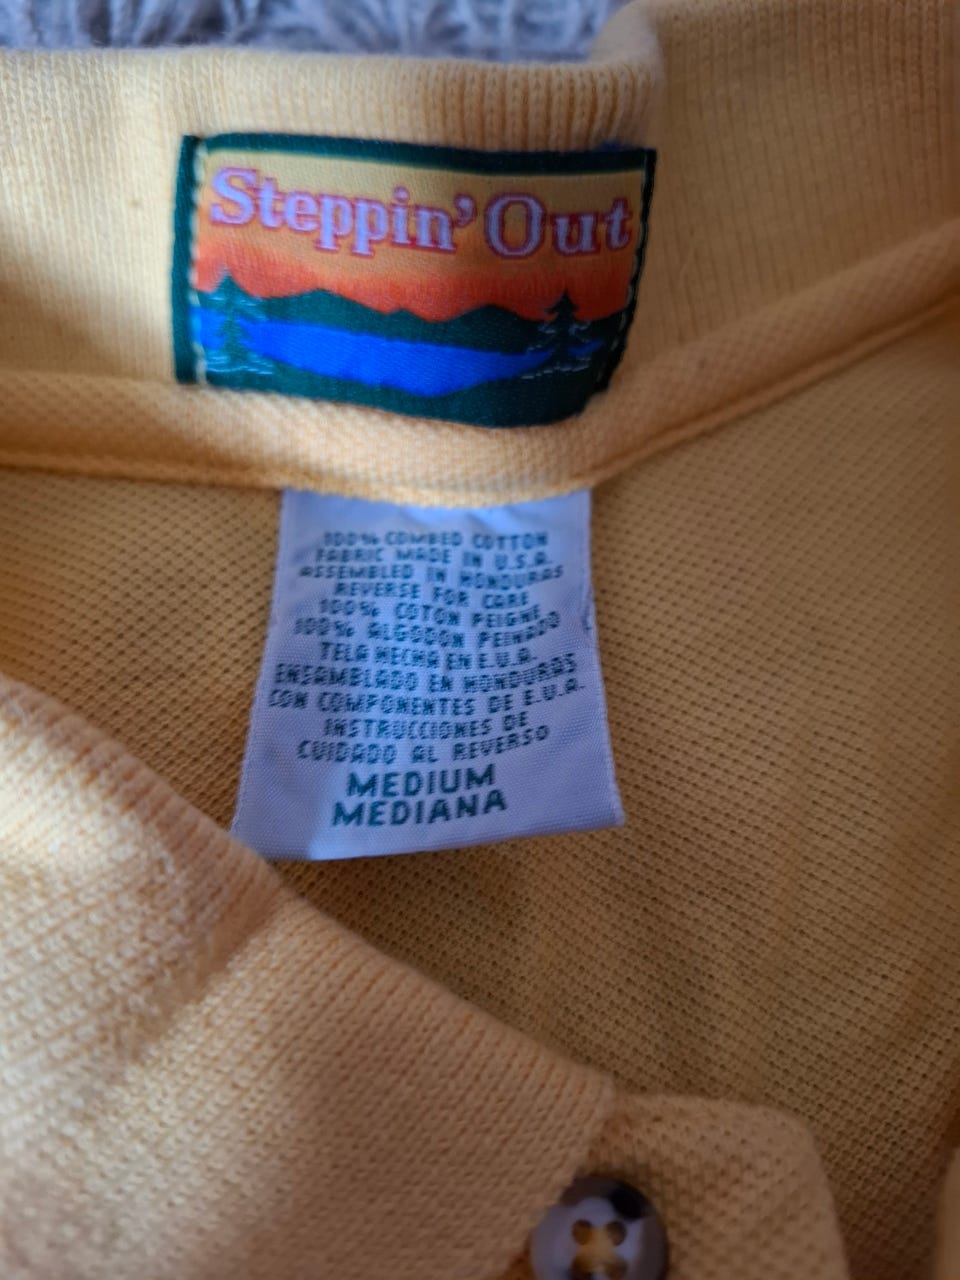 Steppin' Out
100% COMBED COTTON
FABRIC MADE IN U.S.A.
ASSEMBLED IN HONDURAS
REVERSE FOR CARE
100% COTON PEIGNE
100% ALGODON PEINADO
TELA HECHA EN E.U.A.
ENSAMBLADO EN HONDURAS
CON COMPONENTES DE E.U.A.
INSTRUCCIONES DE
CUIDADO AL REVERSO
MEDIUM
MEDIANA